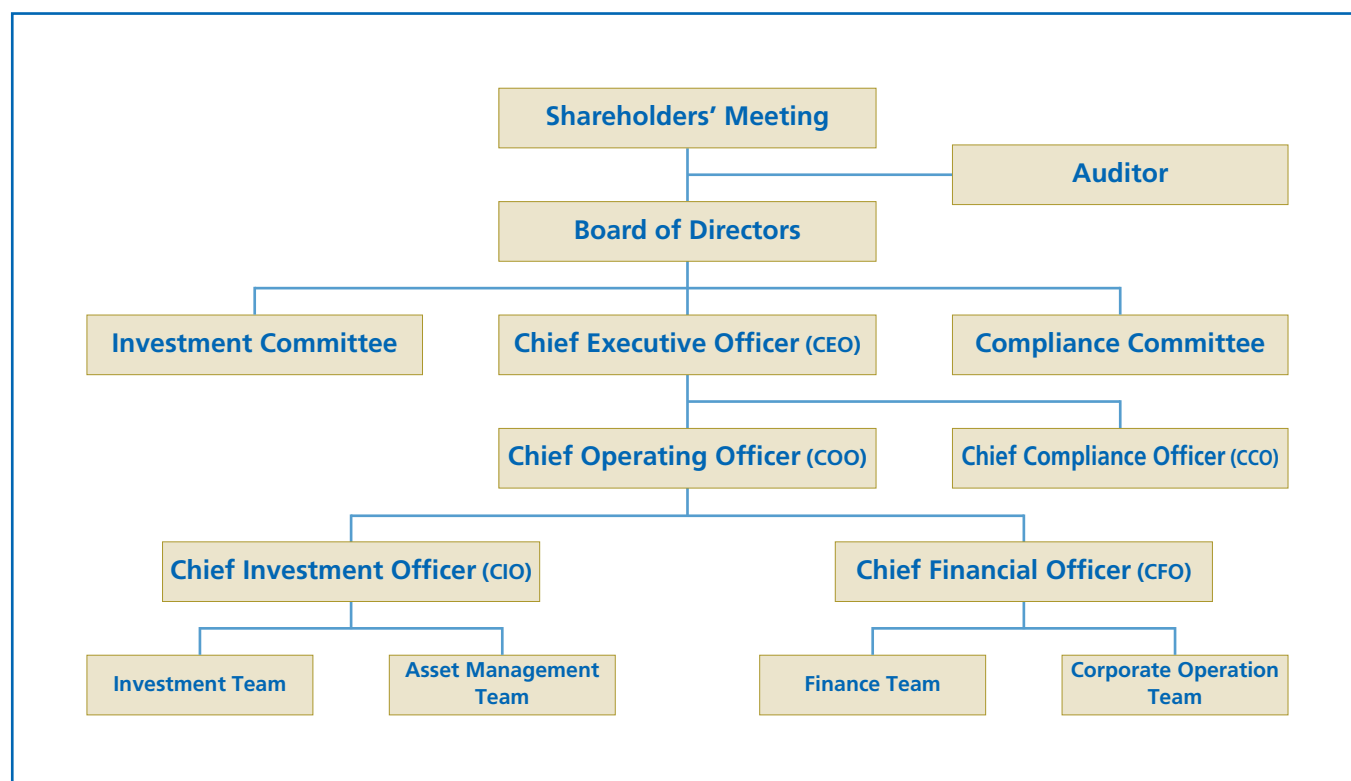 Shareholders’ Meeting
Auditor
Board of Directors
Investment Committee
Chief Executive Officer (CEO)
Compliance Committee
Chief Operating Officer (COO)
Chief Compliance Officer (CCO)
Chief Investment Officer (CIO)
Chief Financial Officer (CFO)
Investment Team
Asset Management
Team
Finance Team
Corporate Operation
Team